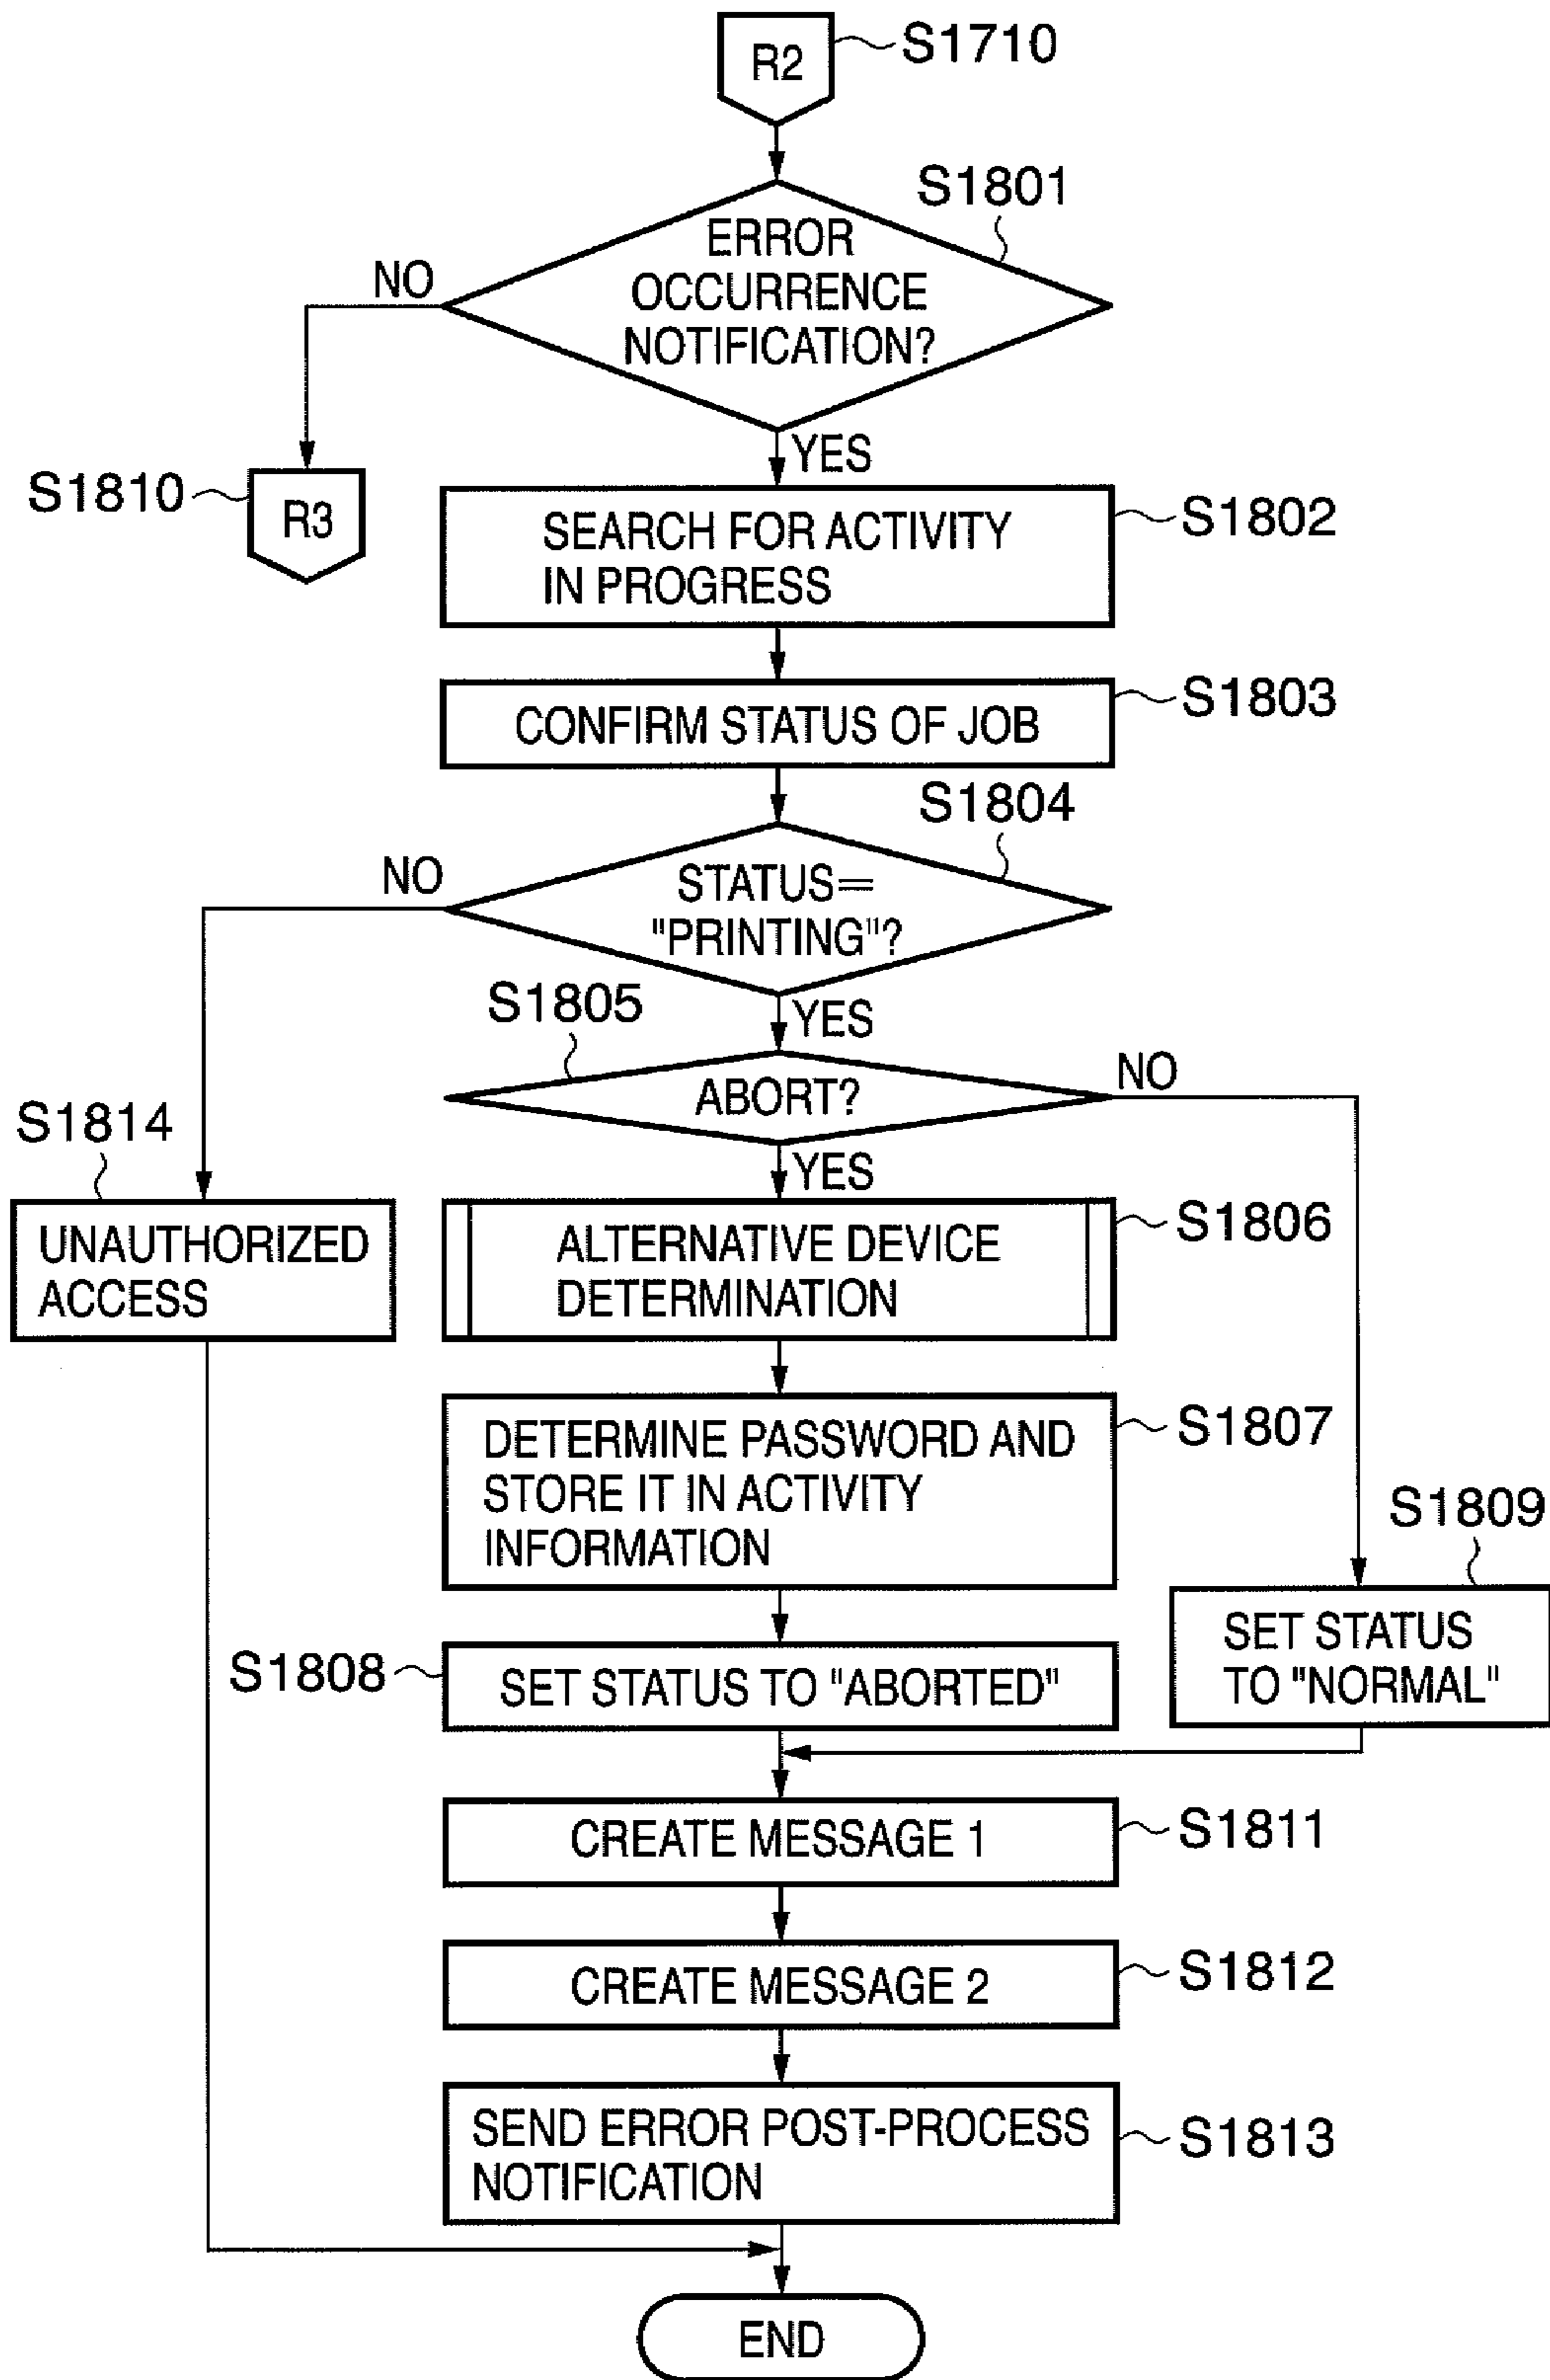 R2
S1710
S1801
ERROR
OCCURRENCE
NOTIFICATION?
NO
YES
S1810
R3
SEARCH FOR ACTIVITY
IN PROGRESS
S1802
CONFIRM STATUS OF JOB
S1803
S1804
NO
STATUS=
"PRINTING"?
S1805
YES
ABORT?
NO
S1814
YES
UNAUTHORIZED
ACCESS
ALTERNATIVE DEVICE
DETERMINATION
S1806
DETERMINE PASSWORD AND
STORE IT IN ACTIVITY
INFORMATION
S1807
S1809
SET STATUS
TO "NORMAL"
S1808
SET STATUS TO "ABORTED"
CREATE MESSAGE 1
S1811
CREATE MESSAGE 2
S1812
SEND ERROR POST-PROCESS
NOTIFICATION
S1813
END